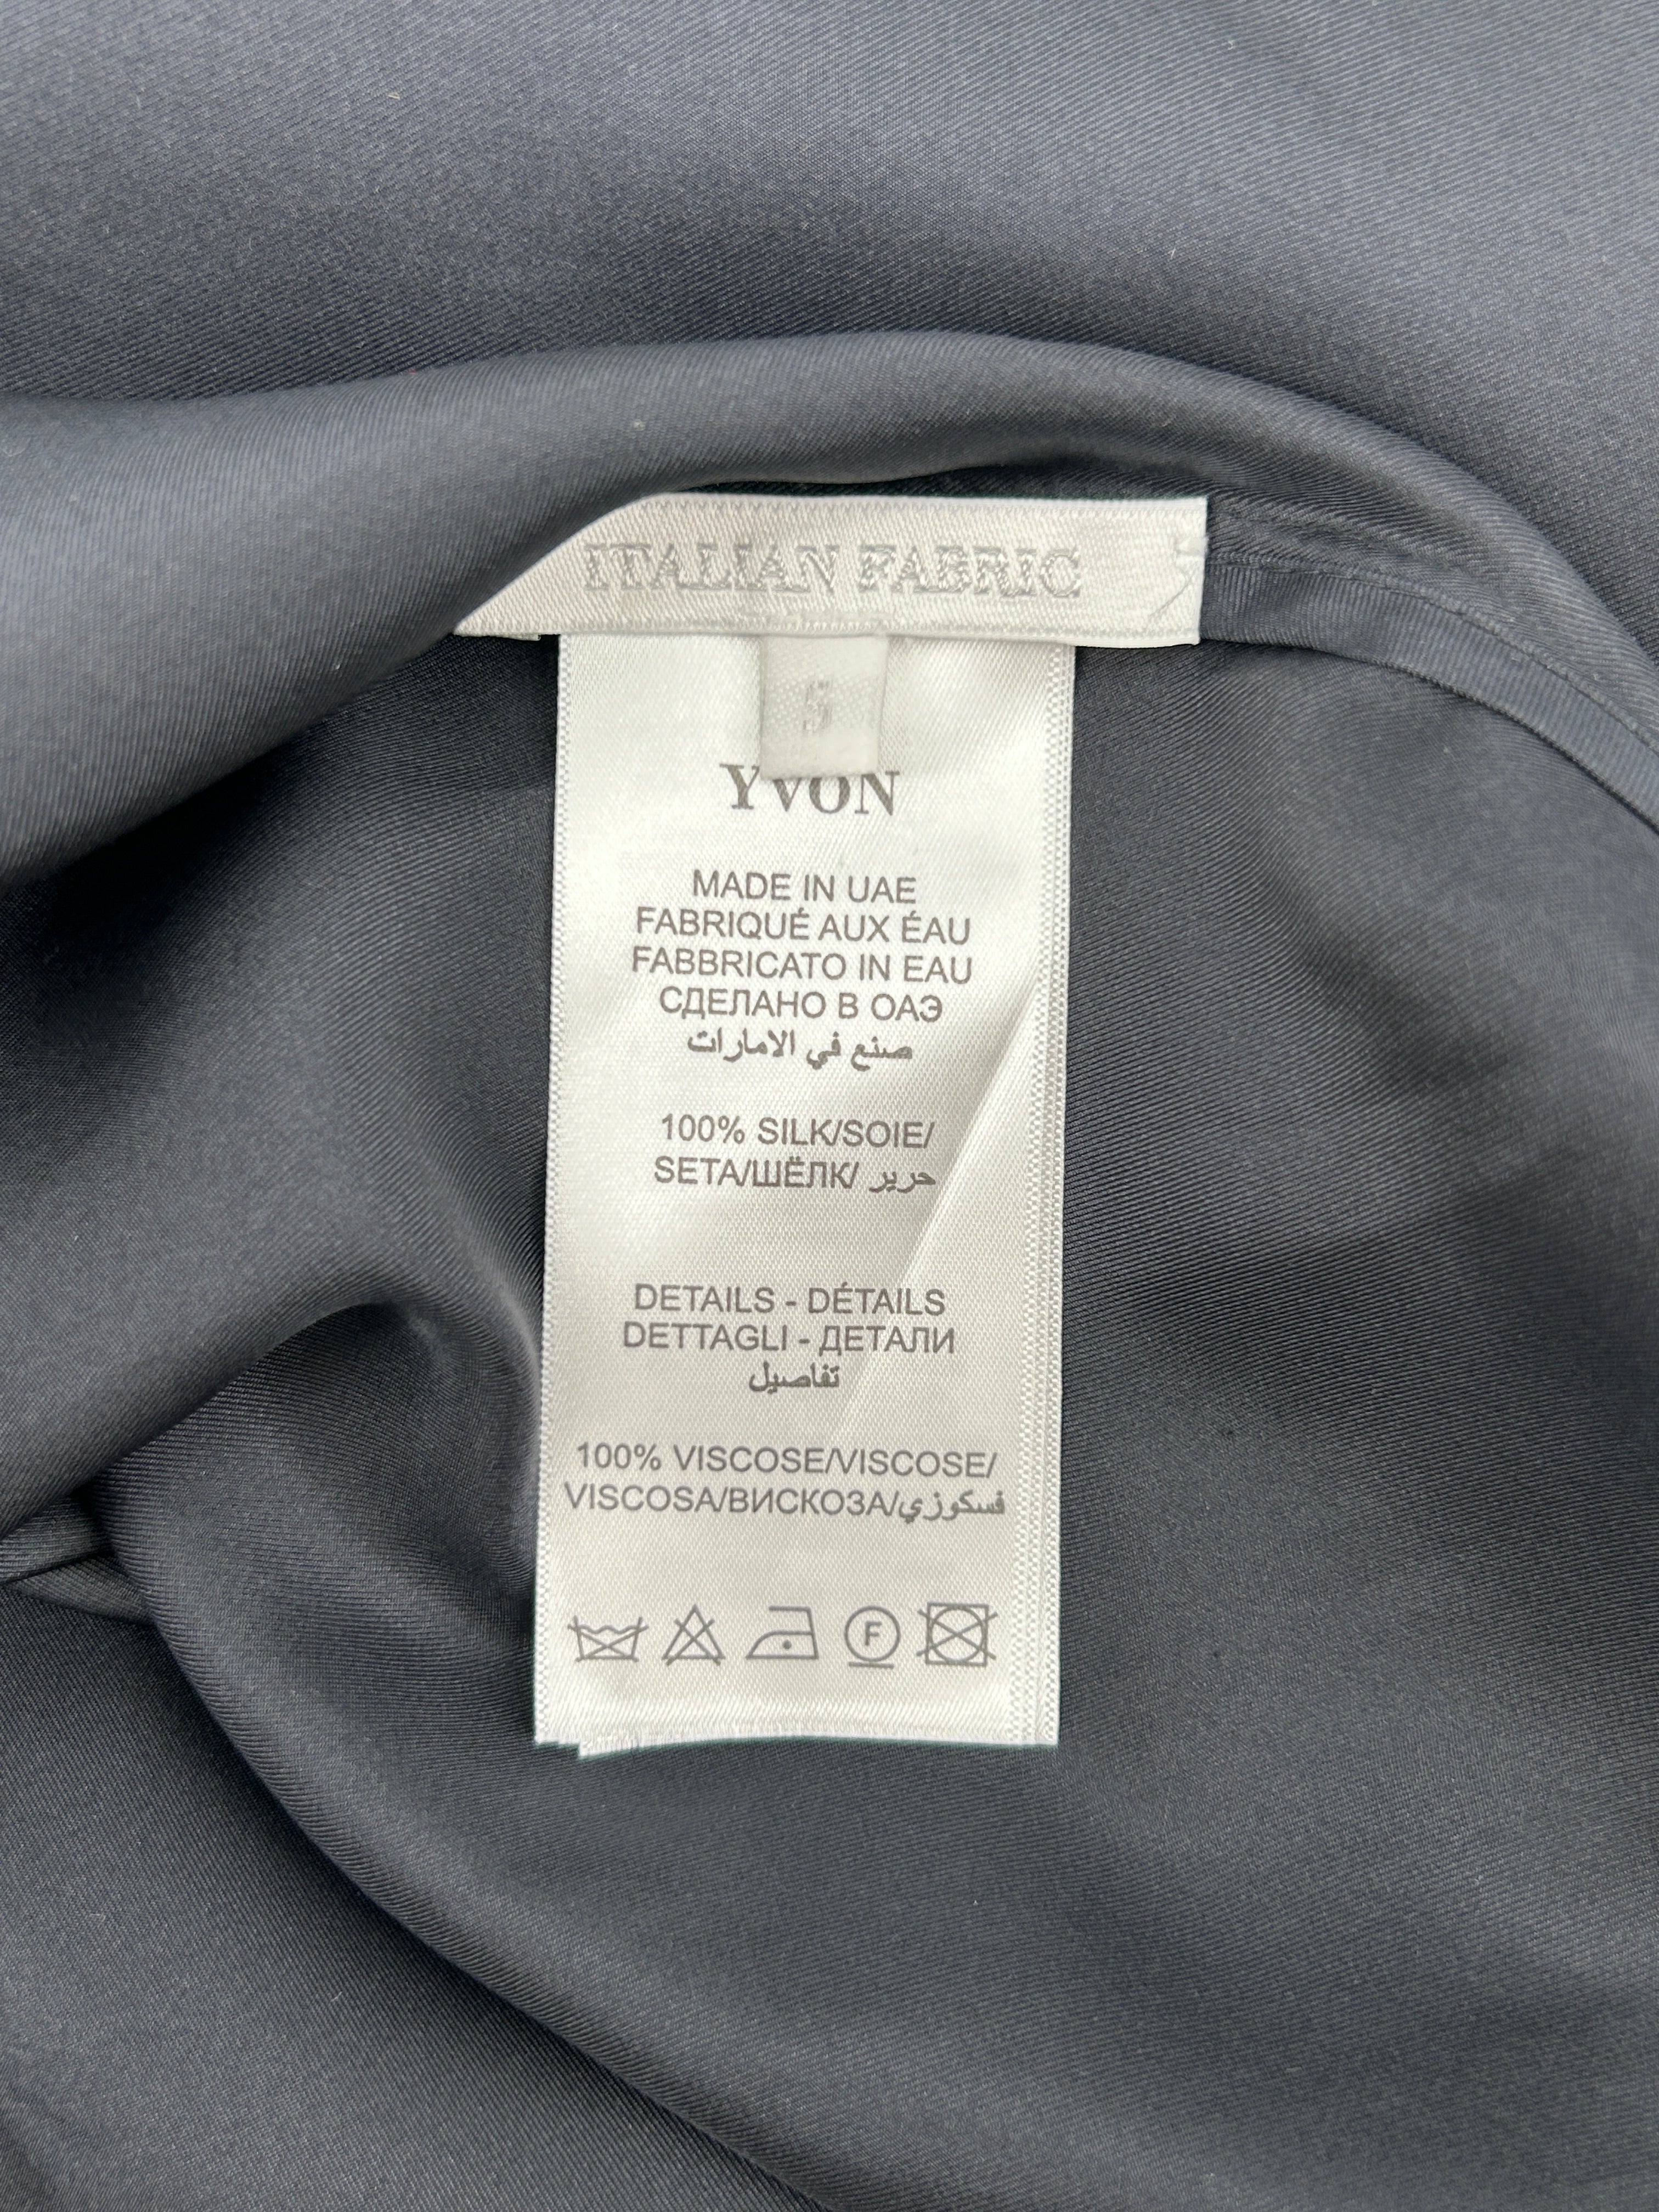 ITALIAN FABRIC
S
YVON
MADE IN UAE
FABRIQUÉ AUX ÉAU
FABBRICATO IN EAU
СДЕЛАНО В ОАЭ
صنع في الامارات
100% SILK/SOIE/
SETA/ШЁЛК/ حرير
DETAILS - DÉTAILS
DETTAGLI - ДЕТАЛИ
تفاصيل
100% VISCOSE/VISCOSE/
VISCOSA/ВИСКОЗА/فسكوزي
F